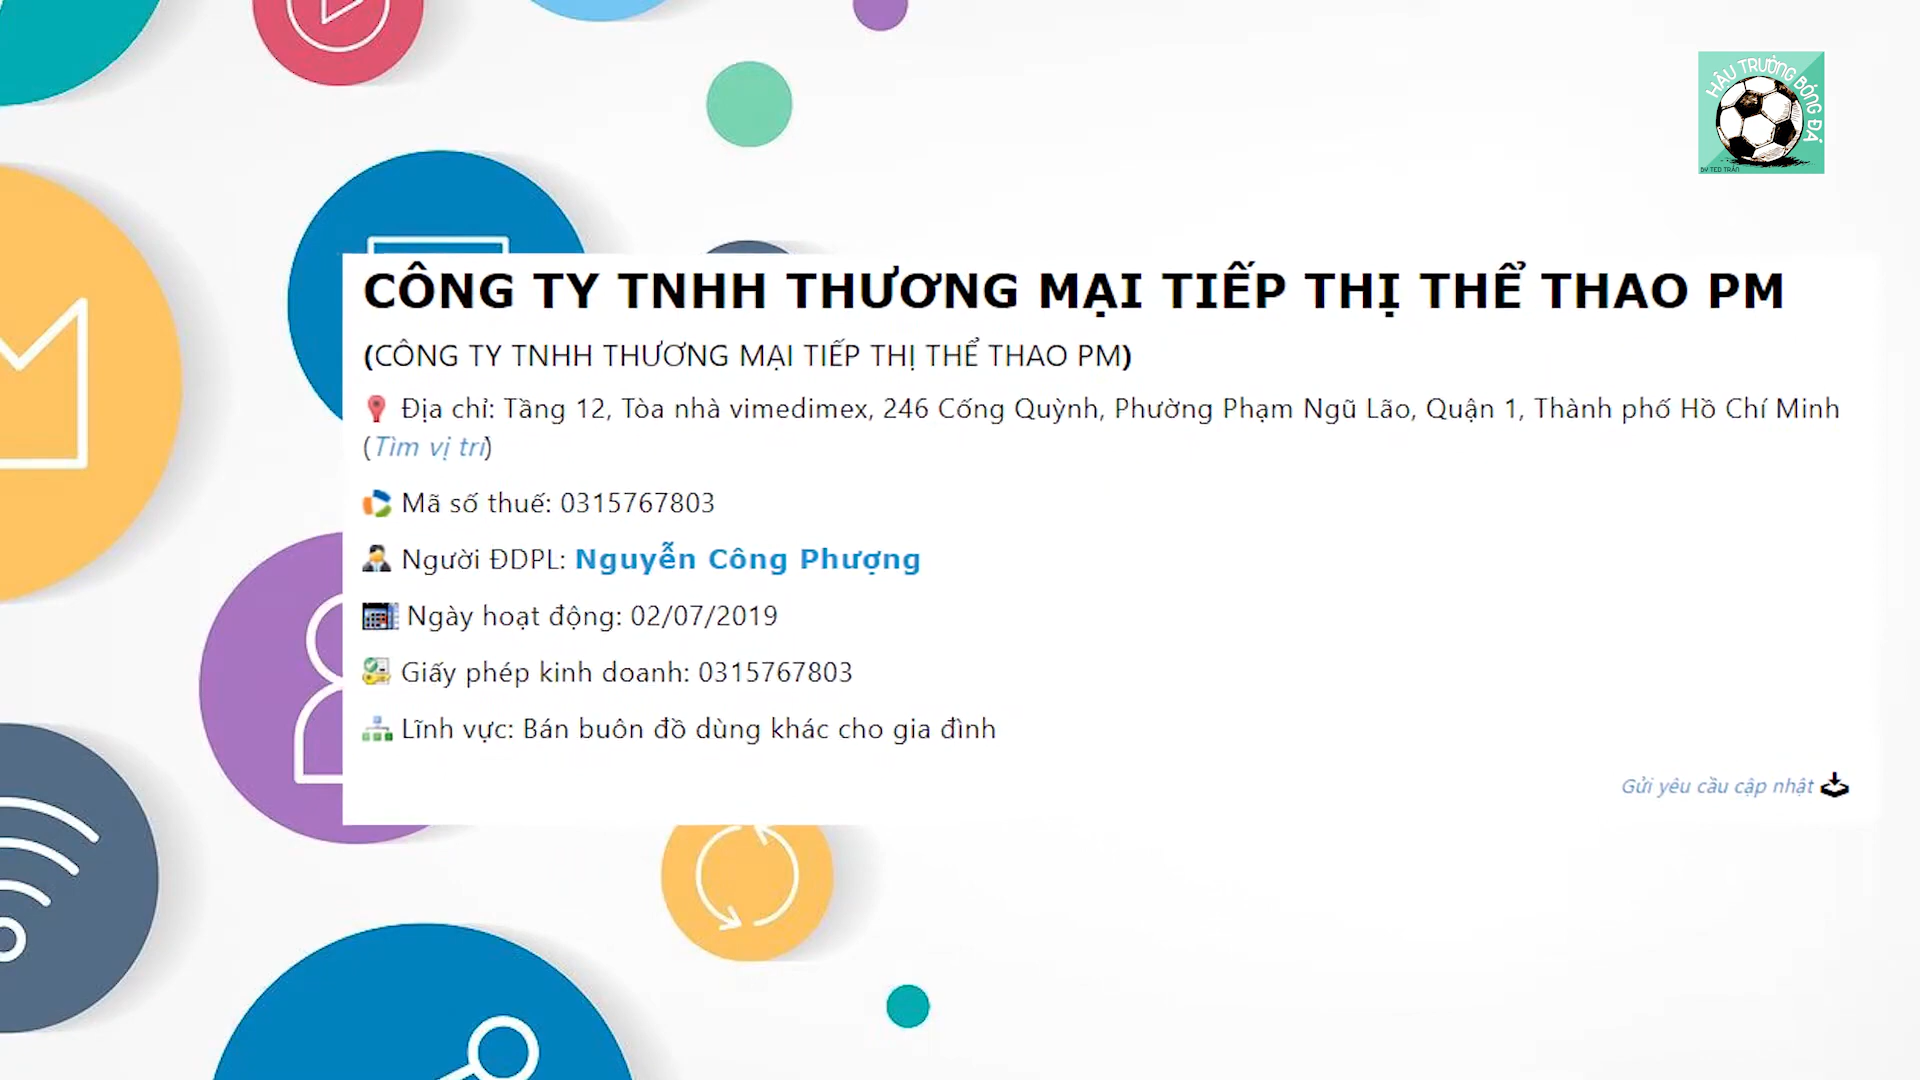 HẬU TRƯỜNG BÓNG ĐÁ
BY TEO TRẦN
CÔNG TY TNHH THƯƠNG MẠI TIẾP THỊ THỂ THAO PM
(CÔNG TY TNHH THƯƠNG MẠI TIẾP THỊ THỂ THAO PM)
Địa chỉ: Tầng 12, Tòa nhà vimedimex, 246 Cống Quỳnh, Phường Phạm Ngũ Lão, Quận 1, Thành phố Hồ Chí Minh
(Tìm vị trí)
Mã số thuế: 0315767803
Người ĐDPL: Nguyễn Công Phượng
Ngày hoạt động: 02/07/2019
Giấy phép kinh doanh: 0315767803
Lĩnh vực: Bán buôn đồ dùng khác cho gia đình
Gửi yêu cầu cập nhật